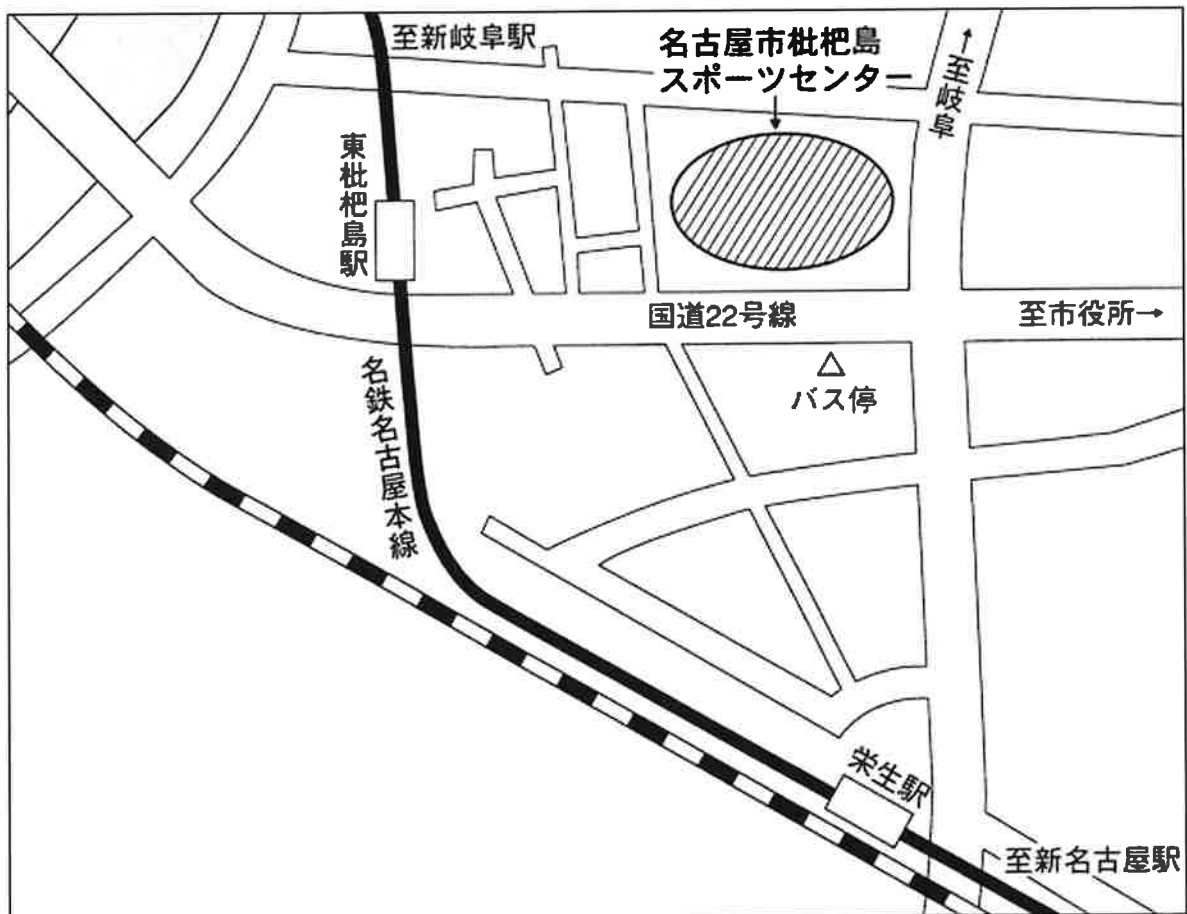 至新岐阜駅
名古屋市枇杷島
スポーツセンター
↑至岐阜
東枇杷島駅
国道22号線
至市役所→
△
バス停
名鉄名古屋本線
栄生駅
至新名古屋駅